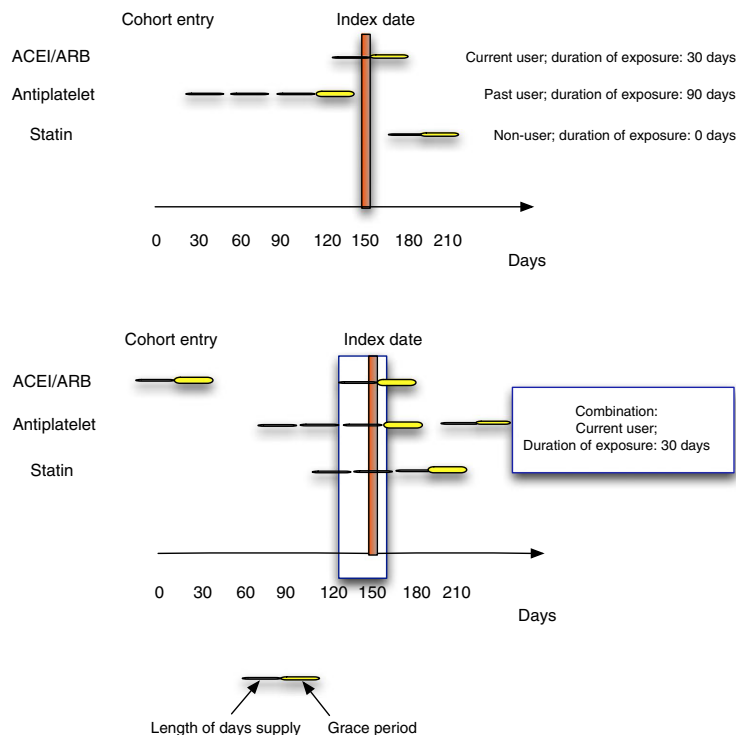 Cohort entry Index date
ACEI/ARB Current user; duration of exposure: 30 days
Antiplatelet Past user; duration of exposure: 90 days
Statin Non-user; duration of exposure: 0 days
0 30 60 90 120 150 180 210
Days
Cohort entry Index date
ACEI/ARB
Antiplatelet
Statin
Combination:
Current user;
Duration of exposure: 30 days
0 30 60 90 120 150 180 210
Days
Length of days supply Grace period